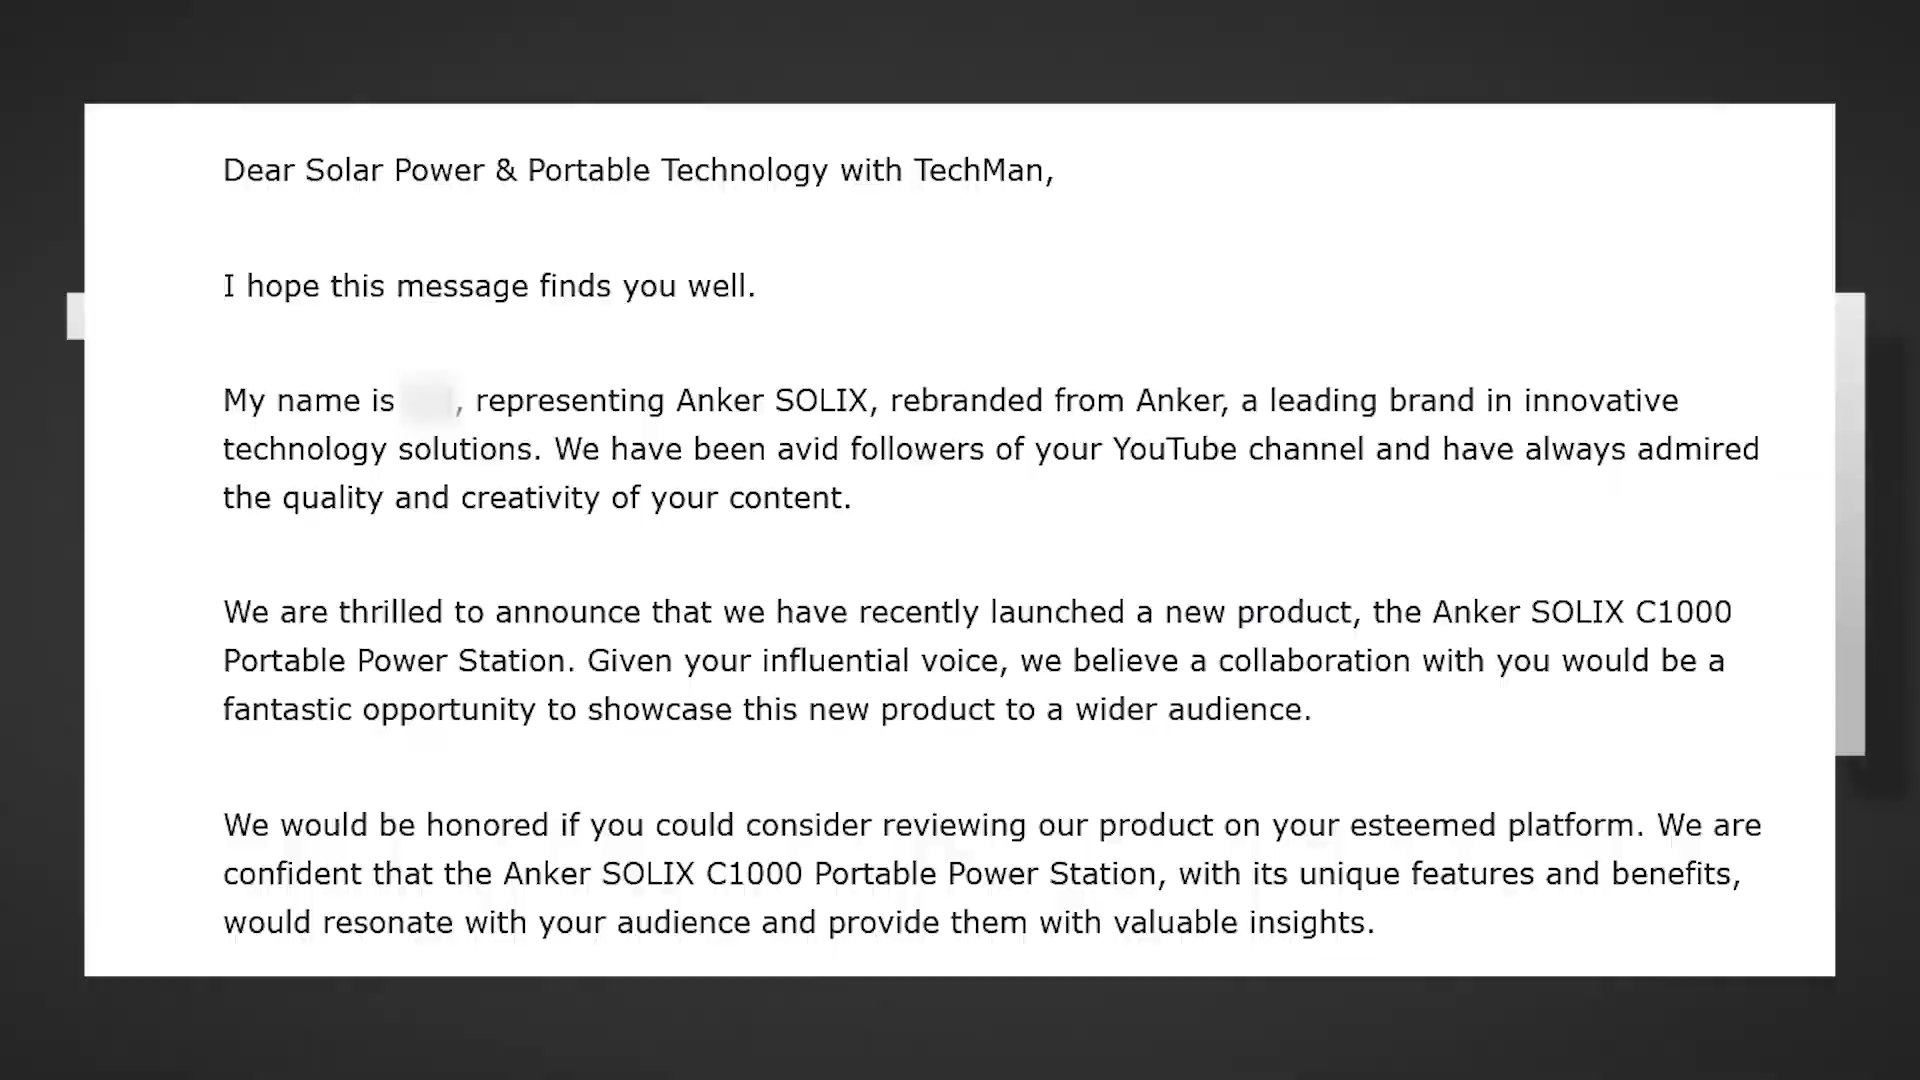 Dear Solar Power & Portable Technology with TechMan,
I hope this message finds you well.
My name is , representing Anker SOLIX, rebranded from Anker, a leading brand in innovative
technology solutions. We have been avid followers of your YouTube channel and have always admired
the quality and creativity of your content.
We are thrilled to announce that we have recently launched a new product, the Anker SOLIX C1000
Portable Power Station. Given your influential voice, we believe a collaboration with you would be a
fantastic opportunity to showcase this new product to a wider audience.
We would be honored if you could consider reviewing our product on your esteemed platform. We are
confident that the Anker SOLIX C1000 Portable Power Station, with its unique features and benefits,
would resonate with your audience and provide them with valuable insights.